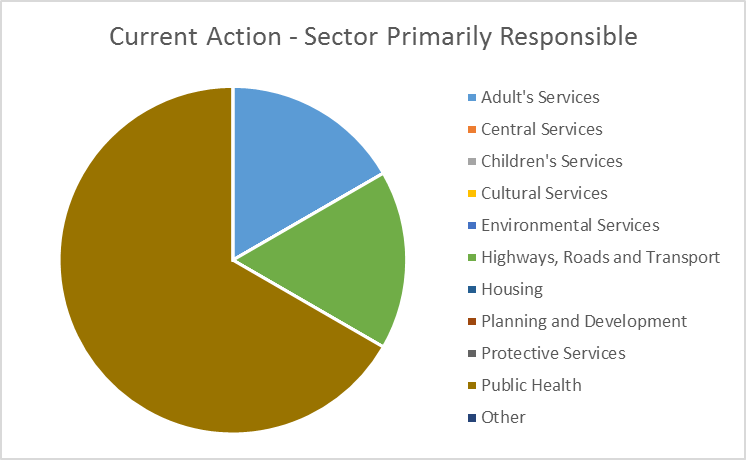 Current Action - Sector Primarily Responsible
Adult's Services
Central Services
Children's Services
Cultural Services
Environmental Services
Highways, Roads and Transport
Housing
Planning and Development
Protective Services
Public Health
Other